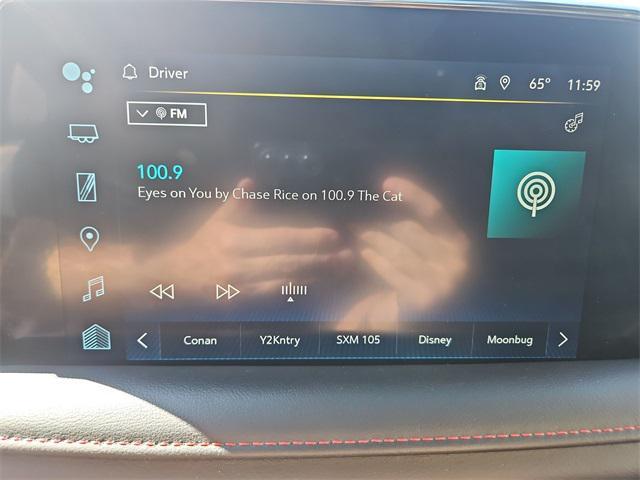 Driver
65° 11:59
FM
100.9
Eyes on You by Chase Rice on 100.9 The Cat
Conan Y2Kntry SXM 105 Disney Moonbug